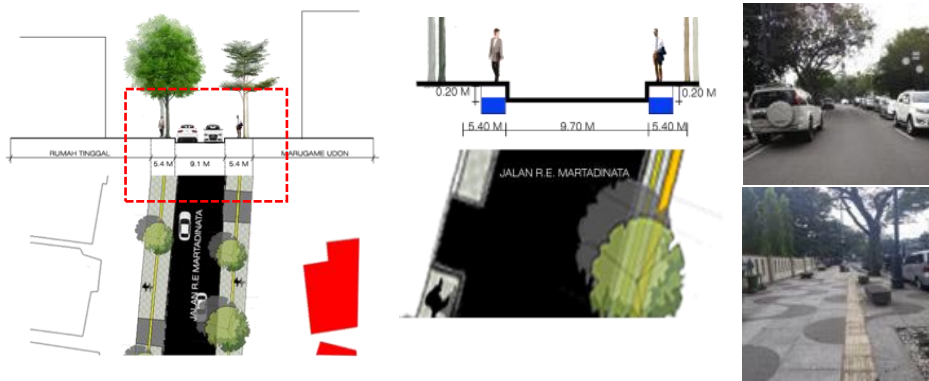 RUMAH TINGGAL
5.4 M
9.1 M
5.4 M
MARUGAME UDON
JALAN R.E MARTADINATA
0.20 M
0.20 M
5.40 M
9.70 M
5.40 M
JALAN R.E. MARTADINATA